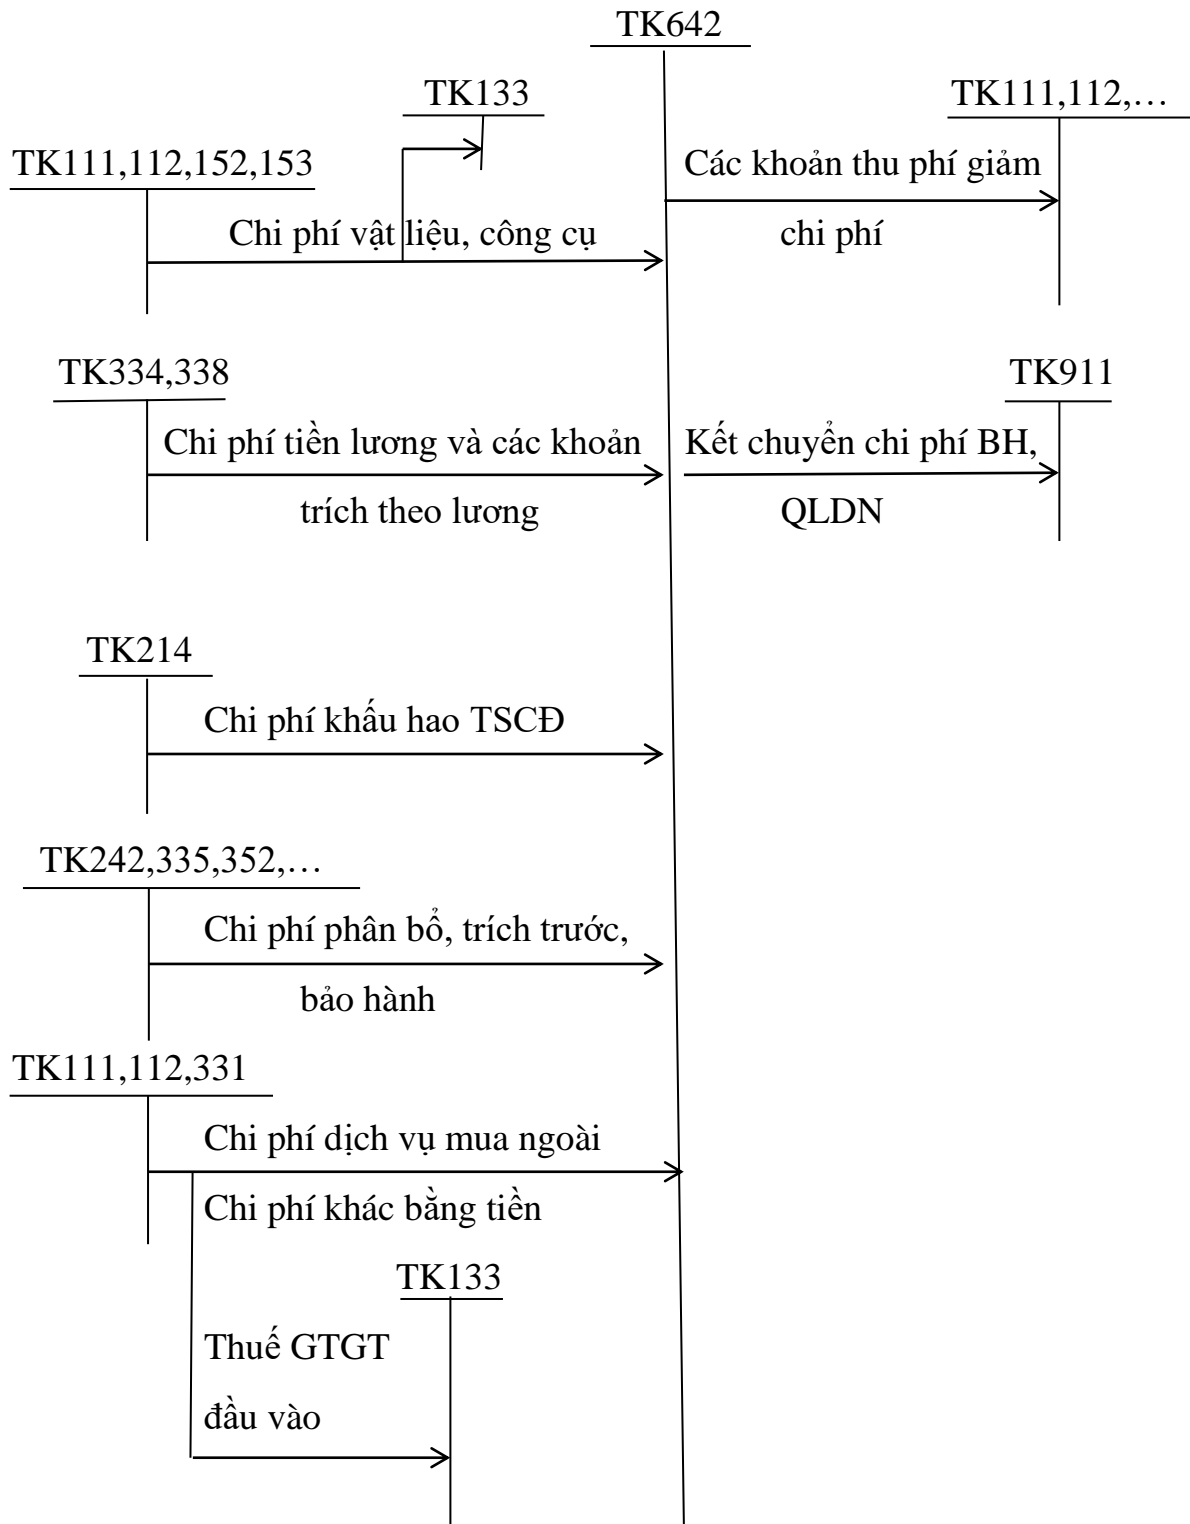 TK642
TK133
TK111,112,…
TK111,112,152,153
Các khoản thu phí giảm
Chi phí vật liệu, công cụ
chi phí
TK334,338
TK911
Chi phí tiền lương và các khoản
Kết chuyển chi phí BH,
trích theo lương
QLDN
TK214
Chi phí khấu hao TSCĐ
TK242,335,352,…
Chi phí phân bổ, trích trước,
bảo hành
TK111,112,331
Chi phí dịch vụ mua ngoài
Chi phí khác bằng tiền
TK133
Thuế GTGT
đầu vào